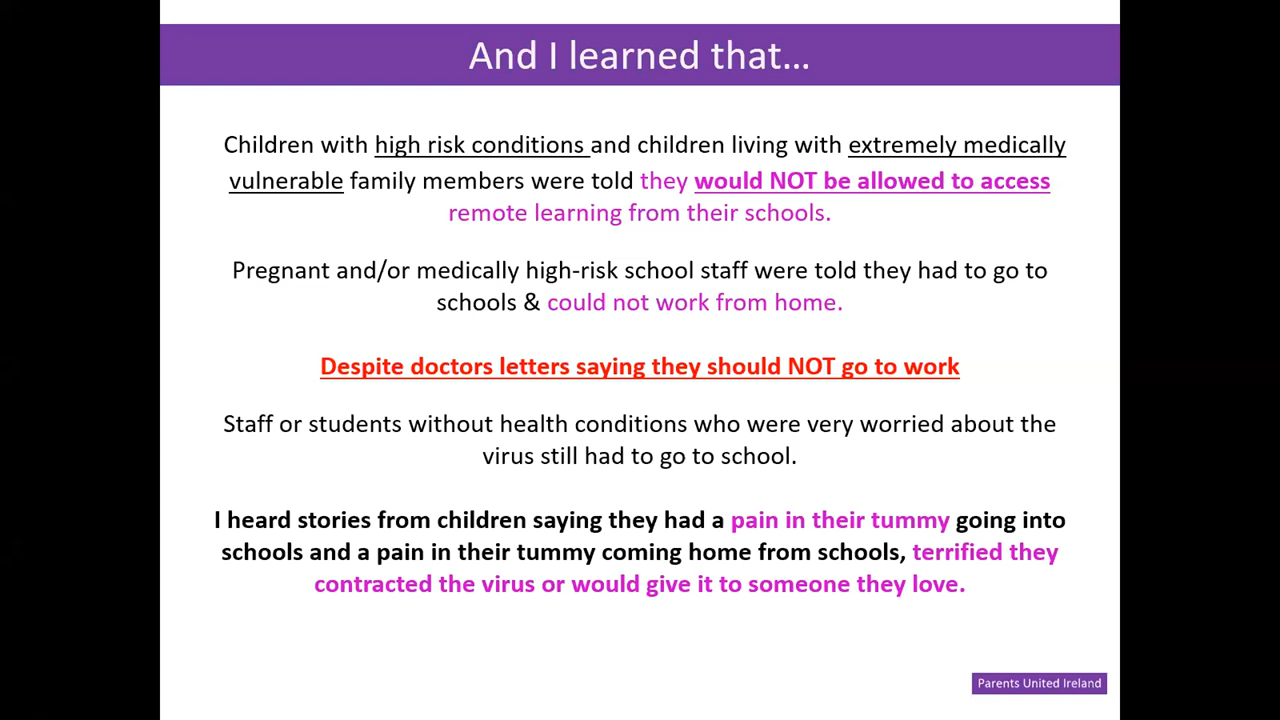 And I learned that...
Children with high risk conditions and children living with extremely medically
vulnerable family members were told they would NOT be allowed to access
remote learning from their schools.
Pregnant and/or medically high-risk school staff were told they had to go to
schools & could not work from home.
Despite doctors letters saying they should NOT go to work
Staff or students without health conditions who were very worried about the
virus still had to go to school.
I heard stories from children saying they had a pain in their tummy going into
schools and a pain in their tummy coming home from schools, terrified they
contracted the virus or would give it to someone they love.
Parents United Ireland